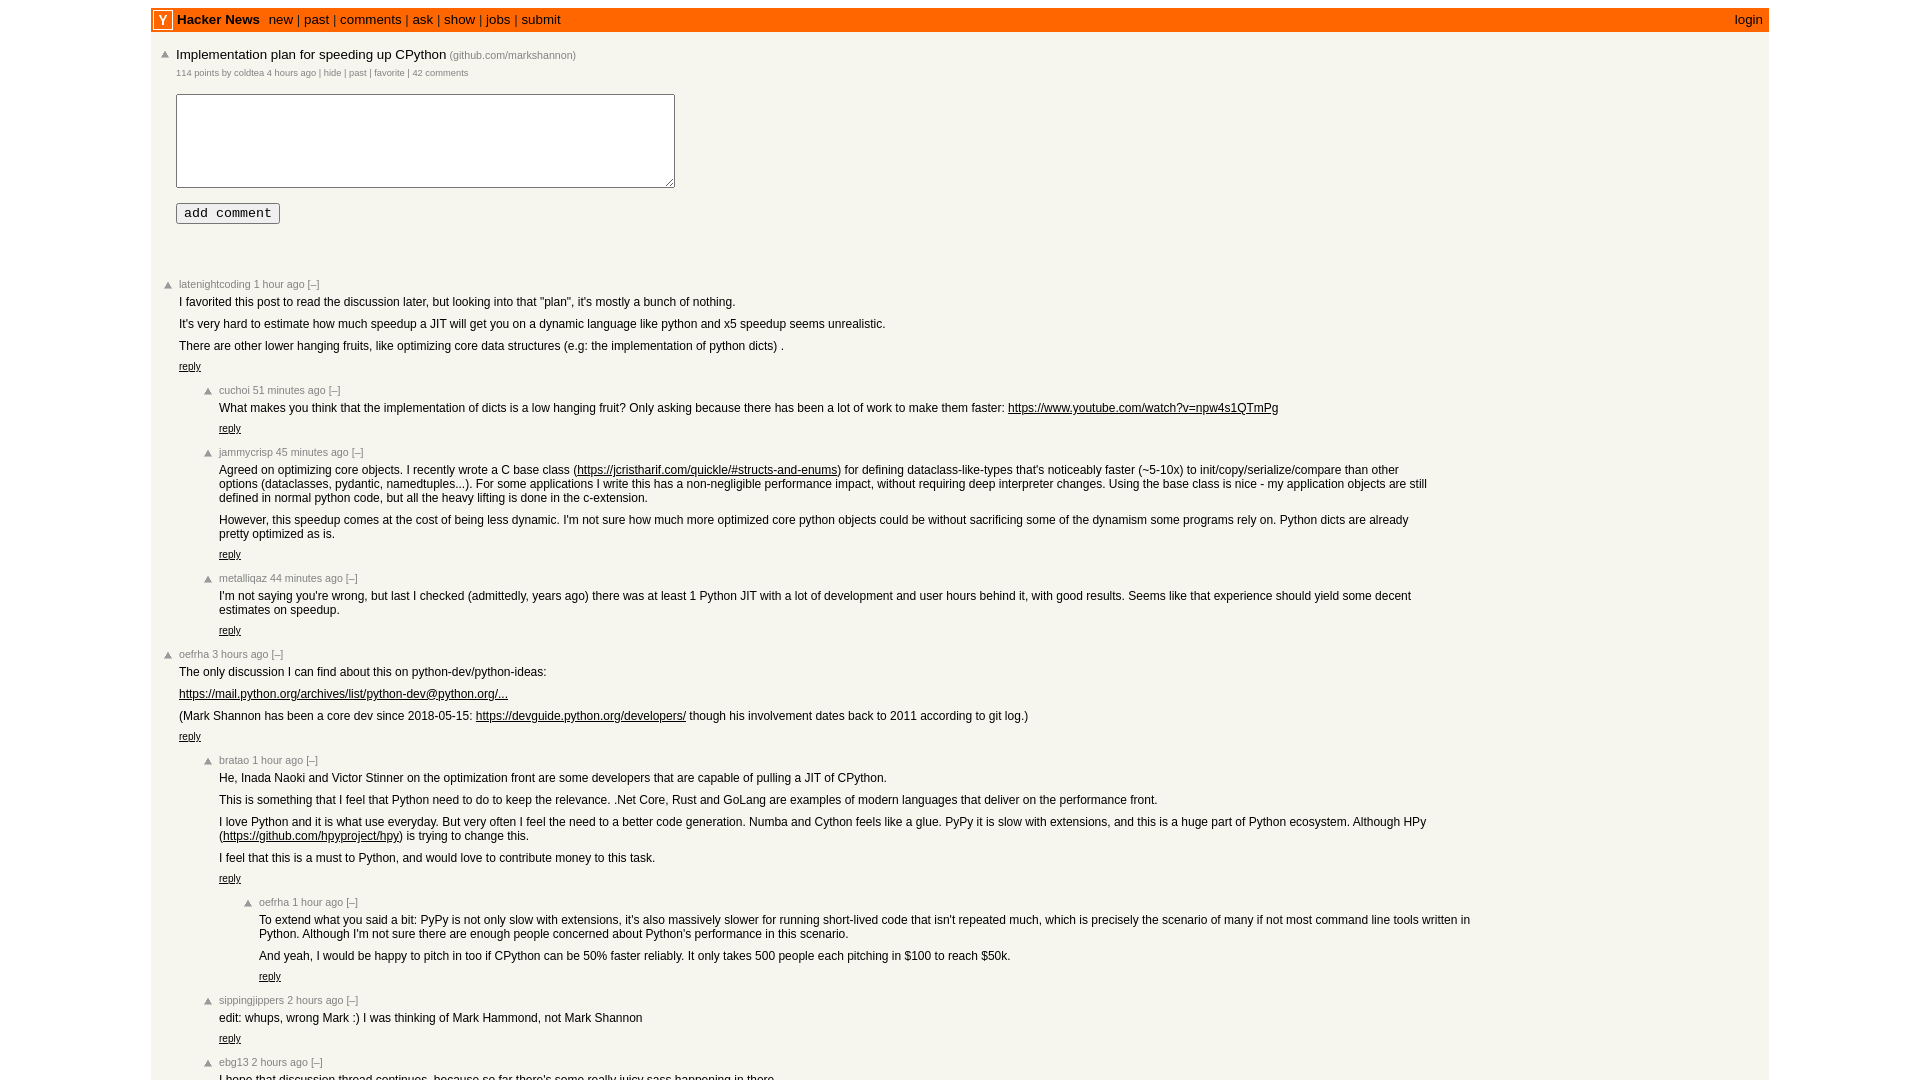 Y Hacker News new | past | comments | ask | show | jobs | submit login
Implementation plan for speeding up CPython (github.com/markshannon)
114 points by coldtea 4 hours ago | hide | past | favorite | 42 comments
add comment
latenightcoding 1 hour ago [–]
I favorited this post to read the discussion later, but looking into that "plan", it's mostly a bunch of nothing.
It's very hard to estimate how much speedup a JIT will get you on a dynamic language like python and x5 speedup seems unrealistic.
There are other lower hanging fruits, like optimizing core data structures (e.g: the implementation of python dicts) .
reply
cuchoi 51 minutes ago [–]
What makes you think that the implementation of dicts is a low hanging fruit? Only asking because there has been a lot of work to make them faster: https://www.youtube.com/watch?v=npw4s1QTmPg
reply
jammycrisp 45 minutes ago [–]
Agreed on optimizing core objects. I recently wrote a C base class (https://jcristharif.com/quickle/#structs-and-enums) for defining dataclass-like-types that's noticeably faster (~5-10x) to init/copy/serialize/compare than other
options (dataclasses, pydantic, namedtuples...). For some applications I write this has a non-negligible performance impact, without requiring deep interpreter changes. Using the base class is nice - my application objects are still
defined in normal python code, but all the heavy lifting is done in the c-extension.
However, this speedup comes at the cost of being less dynamic. I'm not sure how much more optimized core python objects could be without sacrificing some of the dynamism some programs rely on. Python dicts are already
pretty optimized as is.
reply
metalliqaz 44 minutes ago [–]
I'm not saying you're wrong, but last I checked (admittedly, years ago) there was at least 1 Python JIT with a lot of development and user hours behind it, with good results. Seems like that experience should yield some decent
estimates on speedup.
reply
oefrha 3 hours ago [–]
The only discussion I can find about this on python-dev/python-ideas:
https://mail.python.org/archives/list/python-dev@python.org/...
(Mark Shannon has been a core dev since 2018-05-15: https://devguide.python.org/developers/ though his involvement dates back to 2011 according to git log.)
reply
bratao 1 hour ago [–]
He, Inada Naoki and Victor Stinner on the optimization front are some developers that are capable of pulling a JIT of CPython.
This is something that I feel that Python need to do to keep the relevance. .Net Core, Rust and GoLang are examples of modern languages that deliver on the performance front.
I love Python and it is what use everyday. But very often I feel the need to a better code generation. Numba and Cython feels like a glue. PyPy it is slow with extensions, and this is a huge part of Python ecosystem. Although HPy
(https://github.com/hpyproject/hpy) is trying to change this.
I feel that this is a must to Python, and would love to contribute money to this task.
reply
oefrha 1 hour ago [–]
To extend what you said a bit: PyPy is not only slow with extensions, it's also massively slower for running short-lived code that isn't repeated much, which is precisely the scenario of many if not most command line tools written in
Python. Although I'm not sure there are enough people concerned about Python's performance in this scenario.
And yeah, I would be happy to pitch in too if CPython can be 50% faster reliably. It only takes 500 people each pitching in $100 to reach $50k.
reply
sippingjippers 2 hours ago [–]
edit: whups, wrong Mark :) I was thinking of Mark Hammond, not Mark Shannon
reply
ebg13 2 hours ago [–]
I hope that discussion thread continues, because so far there's some really juicy sass happening in there.